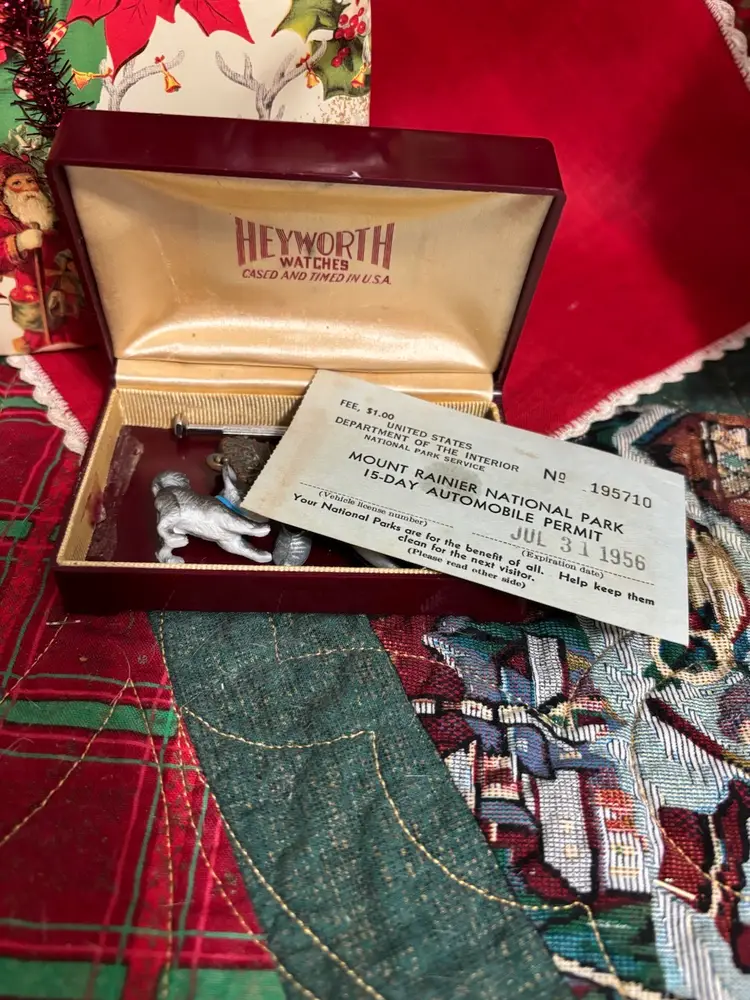 HEYWORTH
WATCHES
CASED AND TIMED IN U.S.A.
FEE, $1.00
UNITED STATES
DEPARTMENT OF THE INTERIOR
NATIONAL PARK SERVICE
Nº 195710
MOUNT RAINIER NATIONAL PARK
15-DAY AUTOMOBILE PERMIT
JUL 31 1956
(Vehicle license number) (Expiration date)
Your National Parks are for the benefit of all. Help keep them
clean for the next visitor.
(Please read other side)